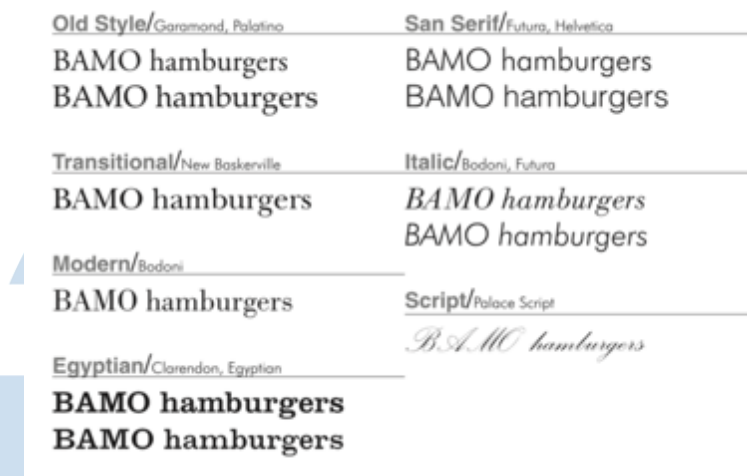 Old Style/Garamond, Palatino
BAMO hamburgers
BAMO hamburgers
Transitional/New Baskerville
BAMO hamburgers
Modern/Bodoni
BAMO hamburgers
Egyptian/Clarendon, Egyption
BAMO hamburgers
BAMO hamburgers
San Serif/Futura, Helvetica
BAMO hamburgers
BAMO hamburgers
Italic/Bodoni, Futura
BAMO hamburgers
BAMO hamburgers
Script/Palace Script
BAMO hamburgers